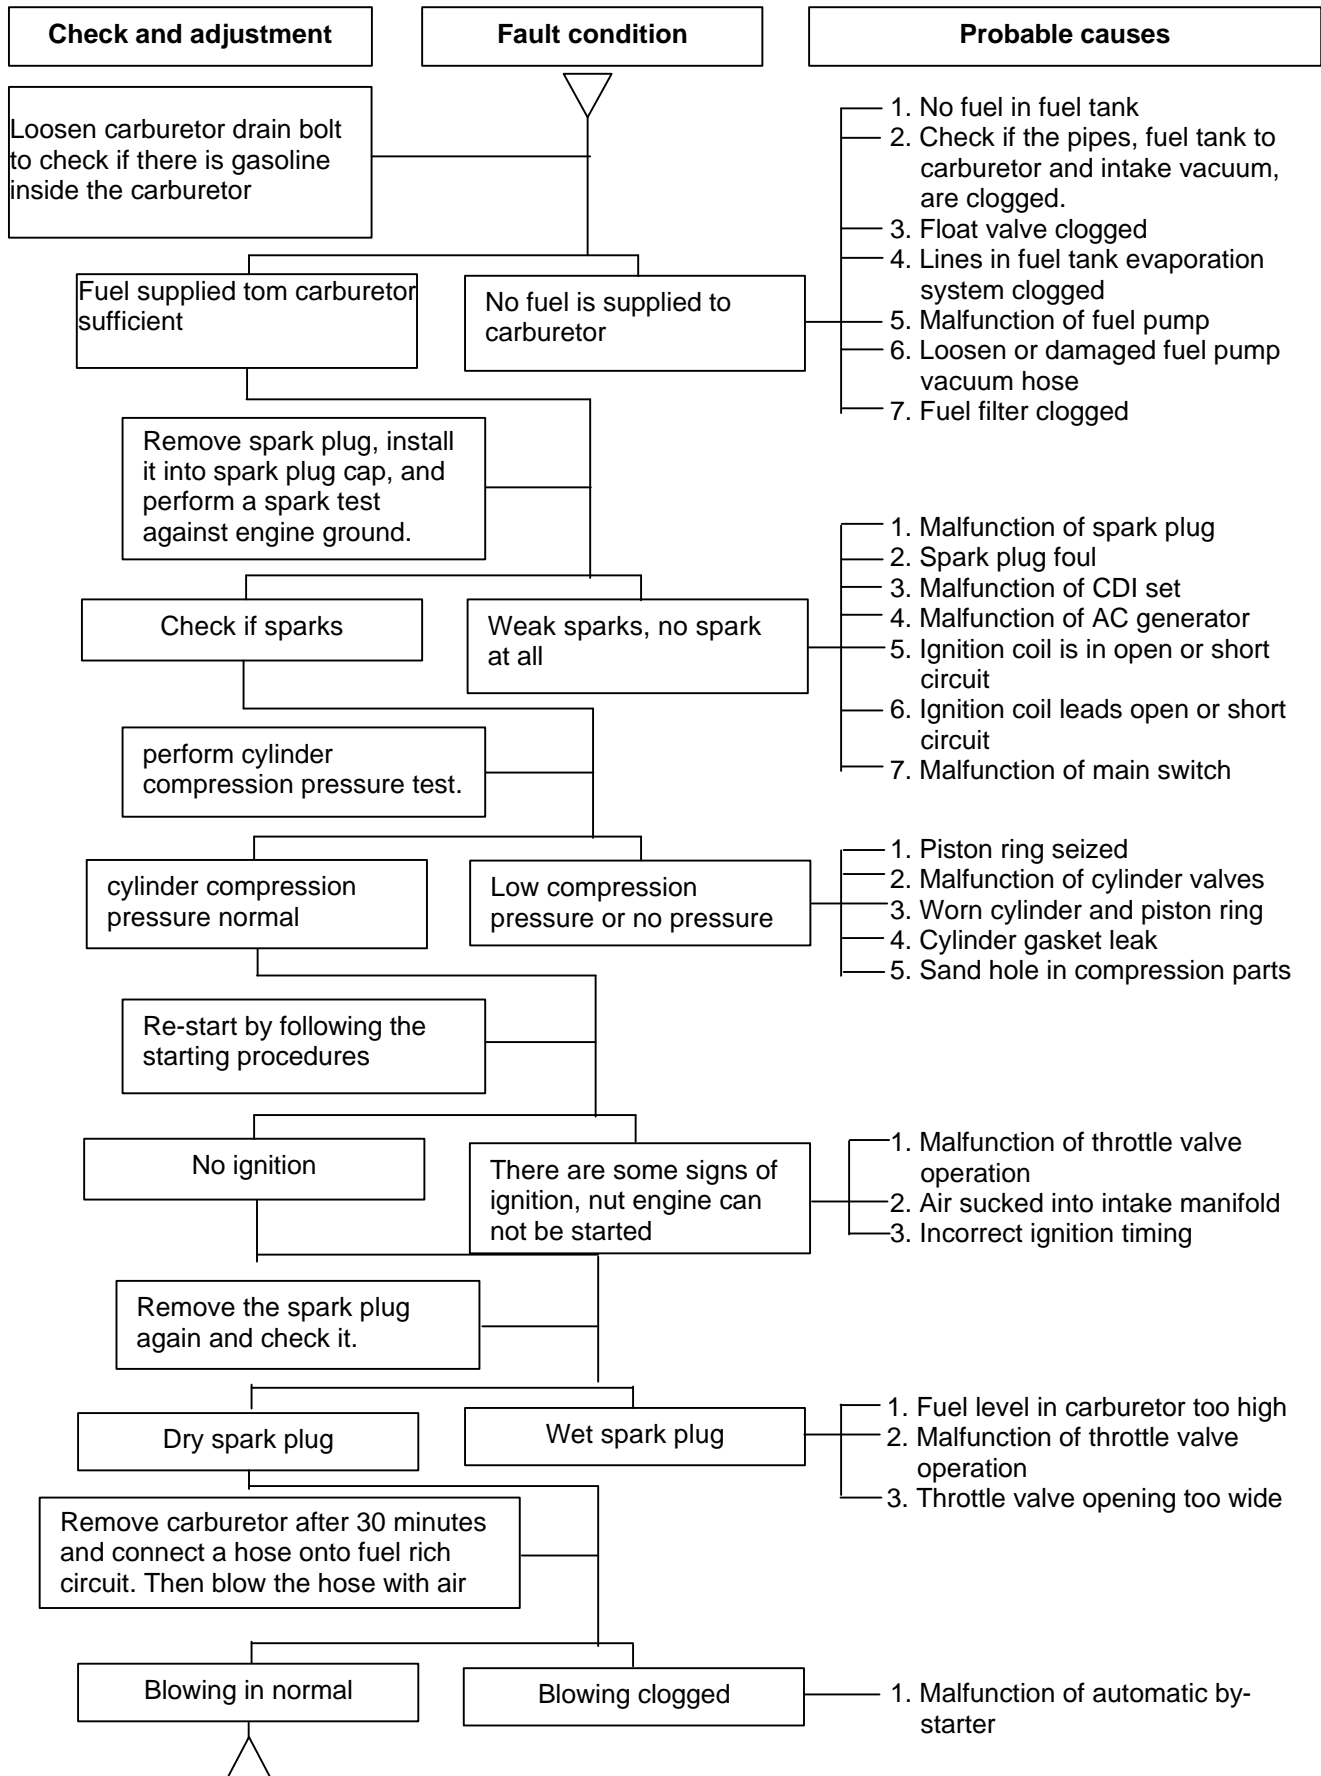 Check and adjustment
Fault condition
Probable causes
Loosen carburetor drain bolt
to check if there is gasoline
inside the carburetor
1. No fuel in fuel tank
2. Check if the pipes, fuel tank to
carburetor and intake vacuum,
are clogged.
3. Float valve clogged
4. Lines in fuel tank evaporation
system clogged
5. Malfunction of fuel pump
6. Loosen or damaged fuel pump
vacuum hose
7. Fuel filter clogged
Fuel supplied tom carburetor
sufficient
No fuel is supplied to
carburetor
Remove spark plug, install
it into spark plug cap, and
perform a spark test
against engine ground.
1. Malfunction of spark plug
2. Spark plug foul
3. Malfunction of CDI set
4. Malfunction of AC generator
5. Ignition coil is in open or short
circuit
6. Ignition coil leads open or short
circuit
7. Malfunction of main switch
Check if sparks
Weak sparks, no spark
at all
perform cylinder
compression pressure test.
cylinder compression
pressure normal
Low compression
pressure or no pressure
1. Piston ring seized
2. Malfunction of cylinder valves
3. Worn cylinder and piston ring
4. Cylinder gasket leak
5. Sand hole in compression parts
Re-start by following the
starting procedures
No ignition
There are some signs of
ignition, nut engine can
not be started
1. Malfunction of throttle valve
operation
2. Air sucked into intake manifold
3. Incorrect ignition timing
Remove the spark plug
again and check it.
Dry spark plug
Wet spark plug
1. Fuel level in carburetor too high
2. Malfunction of throttle valve
operation
3. Throttle valve opening too wide
Remove carburetor after 30 minutes
and connect a hose onto fuel rich
circuit. Then blow the hose with air
Blowing in normal
Blowing clogged
1. Malfunction of automatic by-
starter